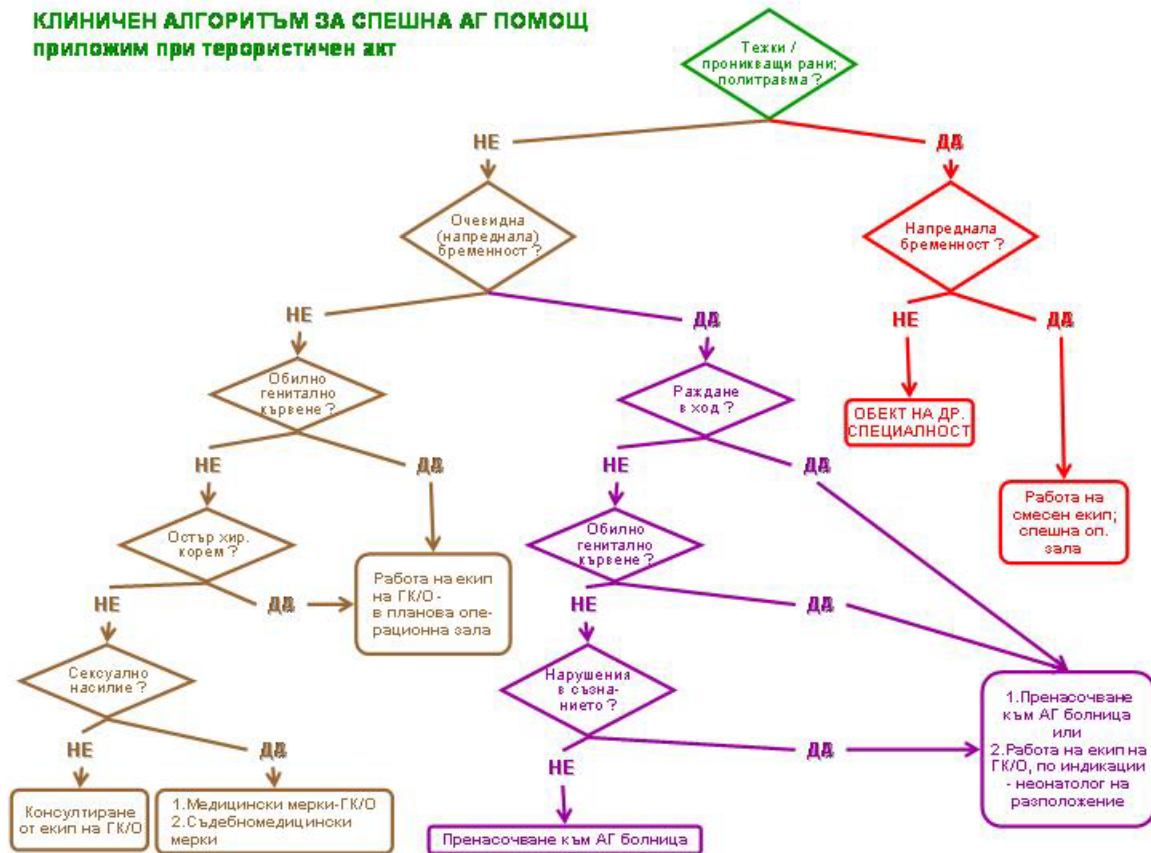 КЛИНИЧЕН АЛГОРИТЪМ ЗА СПЕШНА АГ ПОМОЩ
приложим при терористичен акт
Тежки /
проникващи рани;
политравма ?
НЕ
ДА
Очевидна
(напреднала)
бременност ?
Напреднала
бременност ?
НЕ
ДА
НЕ
ДА
Обилно
генитално
кървене ?
Раждане
в ход ?
ОБЕКТ НА ДР.
СПЕЦИАЛНОСТ
НЕ
ДА
НЕ
ДА
Работа на
смесен екип;
спешна оп.
зала
Остър хир.
корем ?
Обилно
генитално
кървене ?
Работа на екип
на ГК/О -
в планова опе-
рационна зала
НЕ
ДА
НЕ
ДА
Сексуално
насилие ?
Нарушения
в съзна-
нието ?
1.Пренасочване
към АГ болница
или
2.Работа на екип на
ГК/О, по индикации
- неонатолог на
разположение
НЕ
ДА
НЕ
ДА
Консултиране
от екип на ГК/О
1.Медицински мерки-ГК/О
2.Съдебномедицински
мерки
Пренасочване към АГ болница